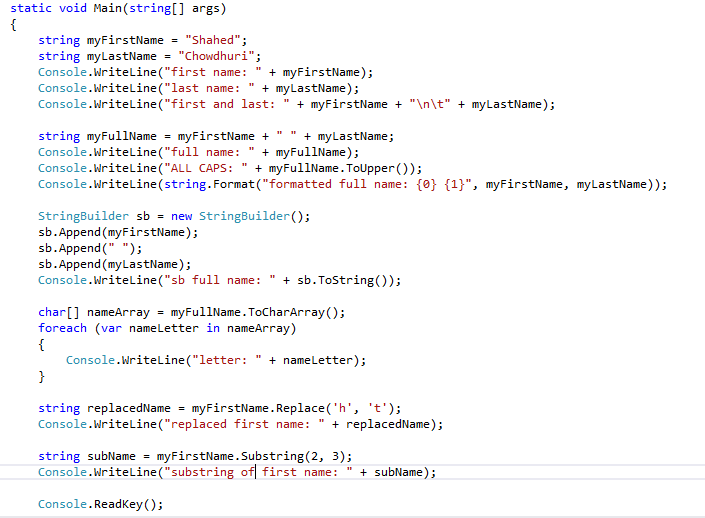 static void Main(string[] args)
{
    string myFirstName = "Shahed";
    string myLastName = "Chowdhuri";
    Console.WriteLine("first name: " + myFirstName);
    Console.WriteLine("last name: " + myLastName);
    Console.WriteLine("first and last: " + myFirstName + "\n\t" + myLastName);

    string myFullName = myFirstName + " " + myLastName;
    Console.WriteLine("full name: " + myFullName);
    Console.WriteLine("ALL CAPS: " + myFullName.ToUpper());
    Console.WriteLine(string.Format("formatted full name: {0} {1}", myFirstName, myLastName));

    StringBuilder sb = new StringBuilder();
    sb.Append(myFirstName);
    sb.Append(" ");
    sb.Append(myLastName);
    Console.WriteLine("sb full name: " + sb.ToString());

    char[] nameArray = myFullName.ToCharArray();
    foreach (var nameLetter in nameArray)
    {
        Console.WriteLine("letter: " + nameLetter);
    }

    string replacedName = myFirstName.Replace('h', 't');
    Console.WriteLine("replaced first name: " + replacedName);

    string subName = myFirstName.Substring(2, 3);
    Console.WriteLine("substring of first name: " + subName);

    Console.ReadKey();